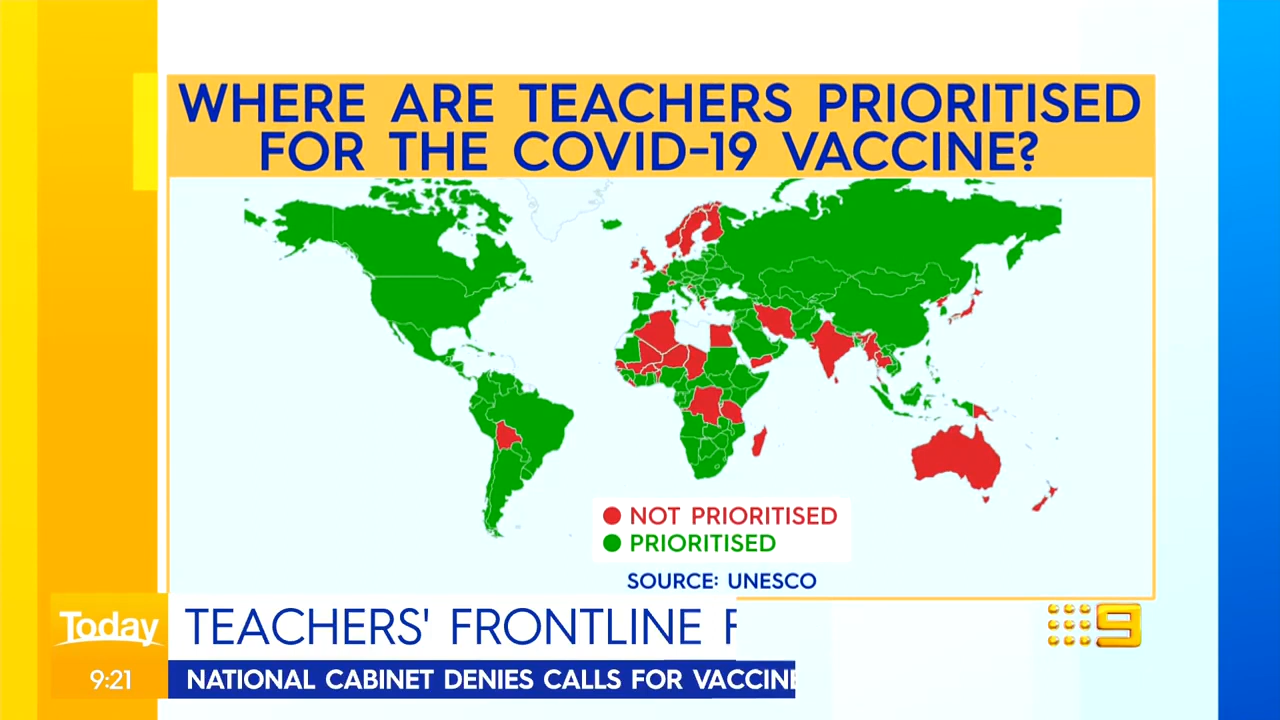 WHERE ARE TEACHERS PRIORITISED
FOR THE COVID-19 VACCINE?
NOT PRIORITISED
PRIORITISED
SOURCE: UNESCO
Today
TEACHERS' FRONTLINE
9
9:21
NATIONAL CABINET DENIES CALLS FOR VACCINE